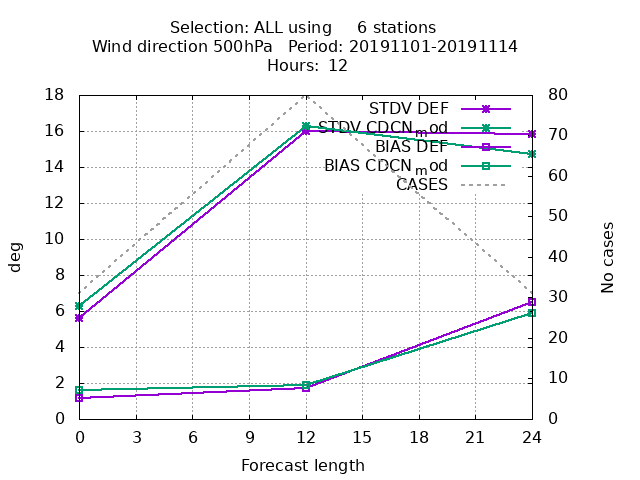 Selection: ALL using     6 stations
Wind direction 500hPa   Period: 20191101-20191114
Hours: 12
STDV DEF
STDV CDCN_mod
BIAS DEF
BIAS CDCN_mod
CASES
18
16
14
12
10
8
6
4
2
0
deg
80
70
60
50
40
30
20
10
0
No cases
0 3 6 9 12 15 18 21 24
Forecast length